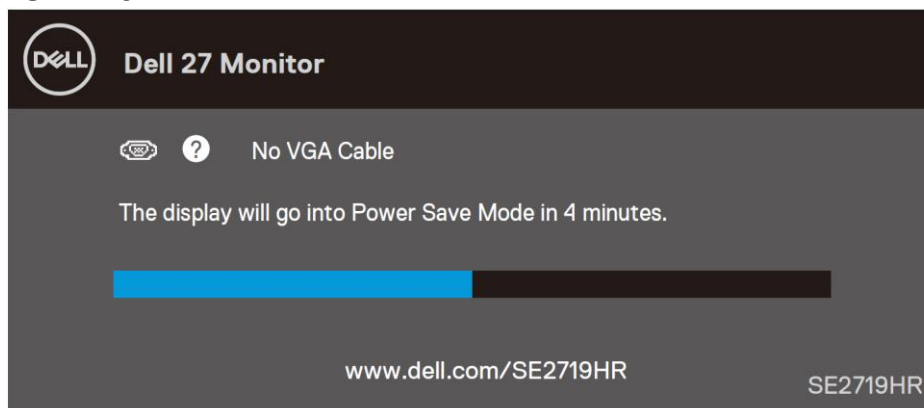 DELL
Dell 27 Monitor
? No VGA Cable
The display will go into Power Save Mode in 4 minutes.
www.dell.com/SE2719HR
SE2719HR